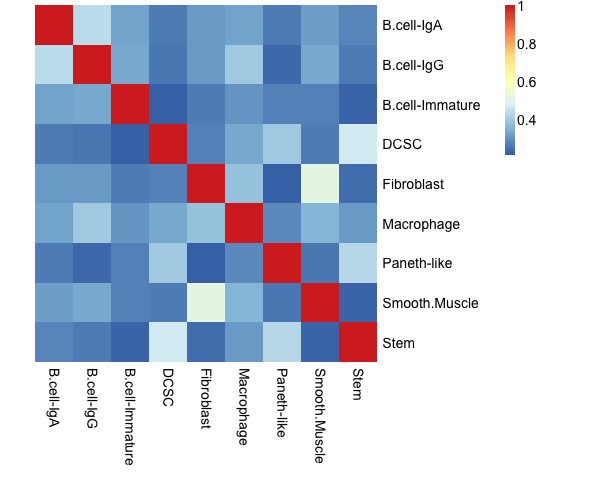 1
0.8
0.6
0.4
B.cell-IgA
B.cell-IgG
B.cell-Immature
DCSC
Fibroblast
Macrophage
Paneth-like
Smooth.Muscle
Stem
B.cell-IgA
B.cell-IgG
B.cell-Immature
DCSC
Fibroblast
Macrophage
Paneth-like
Smooth.Muscle
Stem